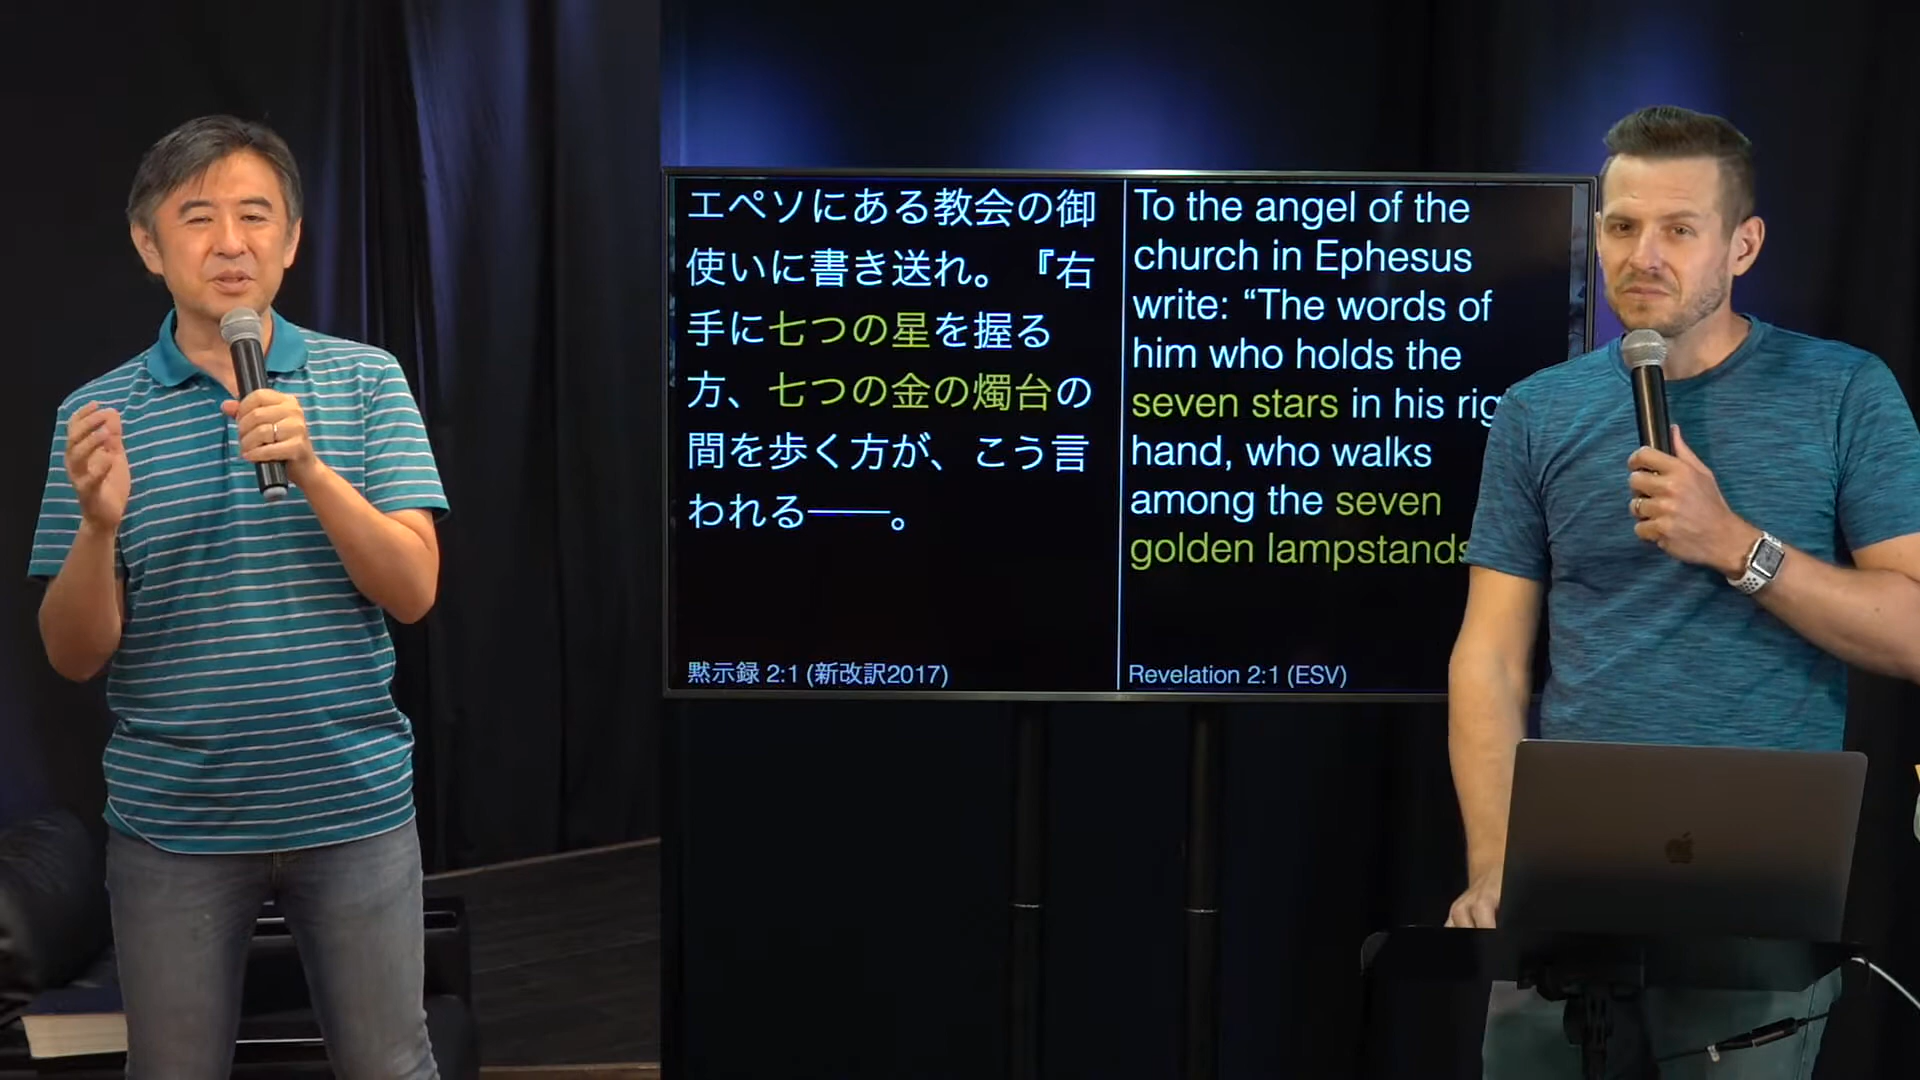 エペソにある教会の御
使いに書き送れ。『右
手に七つの星を握る
方、七つの金の燭台の
間を歩く方が、こう言
われる——。
黙示録 2:1 (新改訳2017)
To the angel of the
church in Ephesus
write: “The words of
him who holds the
seven stars in his rig
hand, who walks
among the seven
golden lampstands
Revelation 2:1 (ESV)